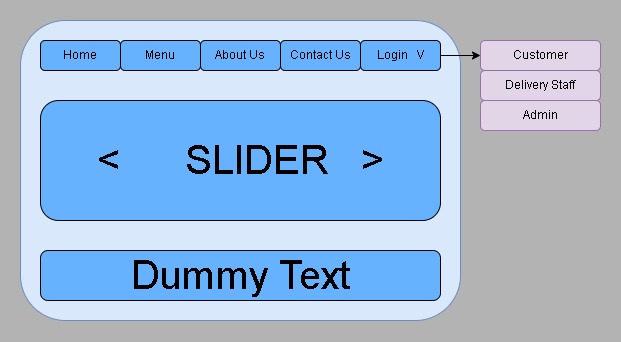 Home Menu About Us Contact Us Login V Customer
Delivery Staff
Admin
< SLIDER >
Dummy Text